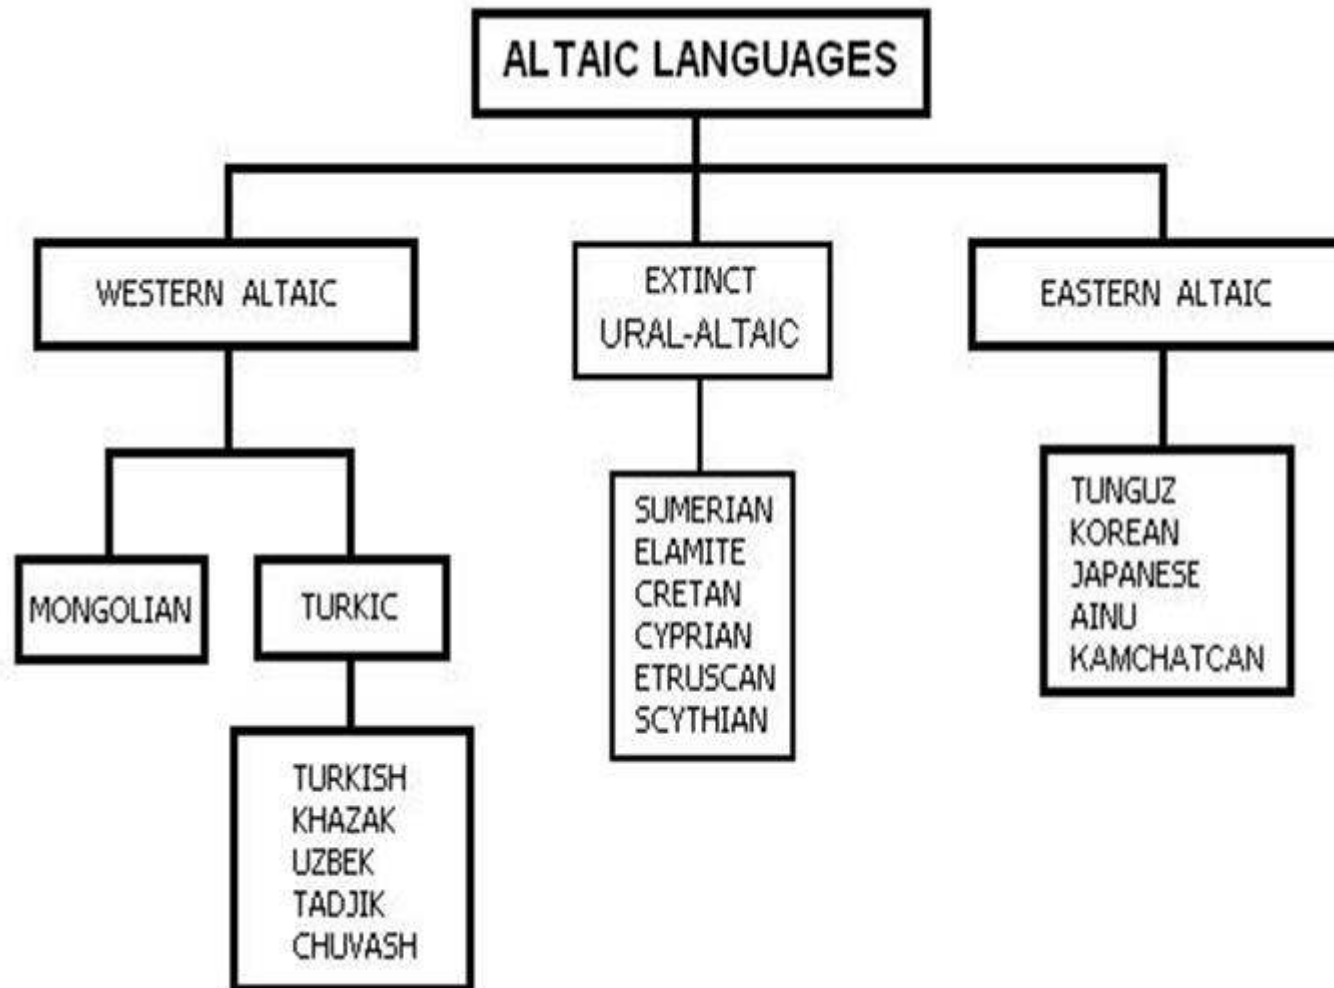 ALTAIC LANGUAGES
WESTERN ALTAIC
EXTINCT
URAL-ALTAIC
EASTERN ALTAIC
MONGOLIAN
TURKIC
TURKISH
KHAZAK
UZBEK
TADJIK
CHUVASH
SUMERIAN
ELAMITE
CRETAN
CYPRIAN
ETRUSCAN
SCYTHIAN
TUNGUZ
KOREAN
JAPANESE
AINU
KAMCHATCAN